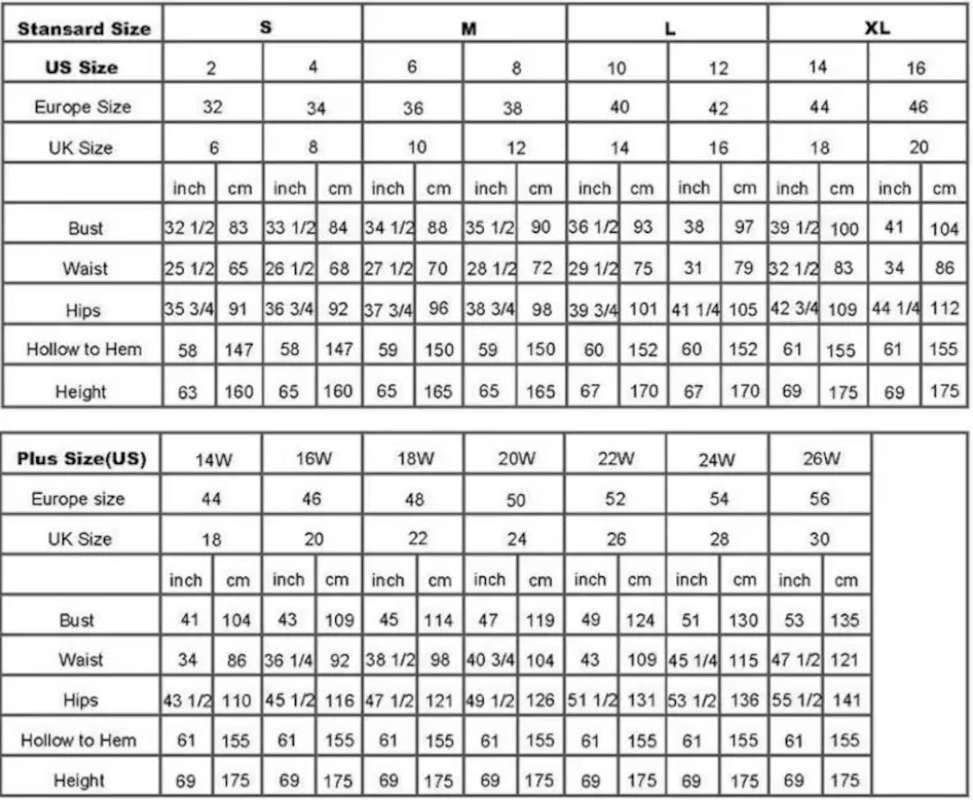 Stansard Size S M L XL
US Size 2 4 6 8 10 12 14 16
Europe Size 32 34 36 38 40 42 44 46
UK Size 6 8 10 12 14 16 18 20
inch cm inch cm inch cm inch cm inch cm inch cm inch cm inch cm
Bust 32 1/2 83 33 1/2 84 34 1/2 88 35 1/2 90 36 1/2 93 38 97 39 1/2 100 41 104
Waist 25 1/2 65 26 1/2 68 27 1/2 70 28 1/2 72 29 1/2 75 31 79 32 1/2 83 34 86
Hips 35 3/4 91 36 3/4 92 37 3/4 96 38 3/4 98 39 3/4 101 41 1/4 105 42 3/4 109 44 1/4 112
Hollow to Hem 58 147 58 147 59 150 59 150 60 152 60 152 61 155 61 155
Height 63 160 65 160 65 165 65 165 67 170 67 170 69 175 69 175
Plus Size(US) 14W 16W 18W 20W 22W 24W 26W
Europe size 44 46 48 50 52 54 56
UK Size 18 20 22 24 26 28 30
inch cm inch cm inch cm inch cm inch cm inch cm inch cm
Bust 41 104 43 109 45 114 47 119 49 124 51 130 53 135
Waist 34 86 36 1/4 92 38 1/2 98 40 3/4 104 43 109 45 1/4 115 47 1/2 121
Hips 43 1/2 110 45 1/2 116 47 1/2 121 49 1/2 126 51 1/2 131 53 1/2 136 55 1/2 141
Hollow to Hem 61 155 61 155 61 155 61 155 61 155 61 155 61 155
Height 69 175 69 175 69 175 69 175 69 175 69 175 69 175